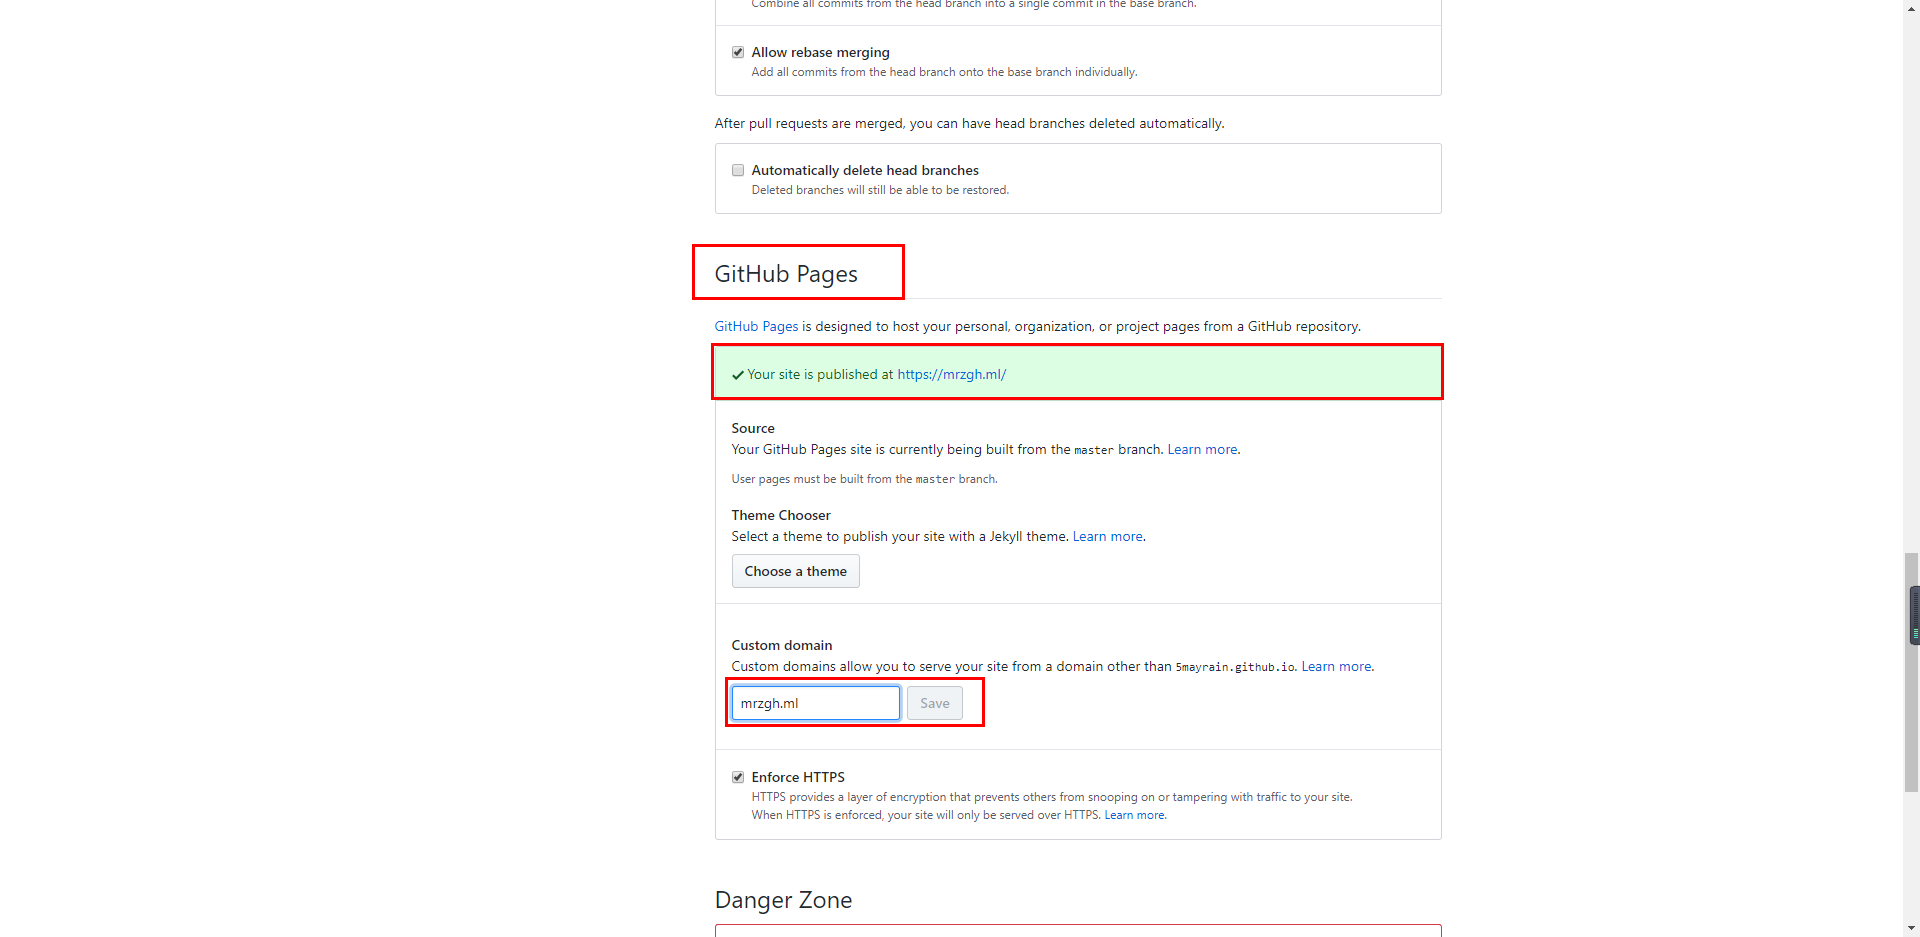 Combine all commits from the head branch into a single commit in the base branch.
Allow rebase merging
Add all commits from the head branch onto the base branch individually.
After pull requests are merged, you can have head branches deleted automatically.
Automatically delete head branches
Deleted branches will still be able to be restored.
GitHub Pages
GitHub Pages is designed to host your personal, organization, or project pages from a GitHub repository.
Your site is published at https://mrzgh.ml/
Source
Your GitHub Pages site is currently being built from the master branch. Learn more.
User pages must be built from the master branch.
Theme Chooser
Select a theme to publish your site with a Jekyll theme. Learn more.
Choose a theme
Custom domain
Custom domains allow you to serve your site from a domain other than 5mayrain.github.io. Learn more.
mrzgh.ml Save
Enforce HTTPS
HTTPS provides a layer of encryption that prevents others from snooping on or tampering with traffic to your site.
When HTTPS is enforced, your site will only be served over HTTPS. Learn more.
Danger Zone